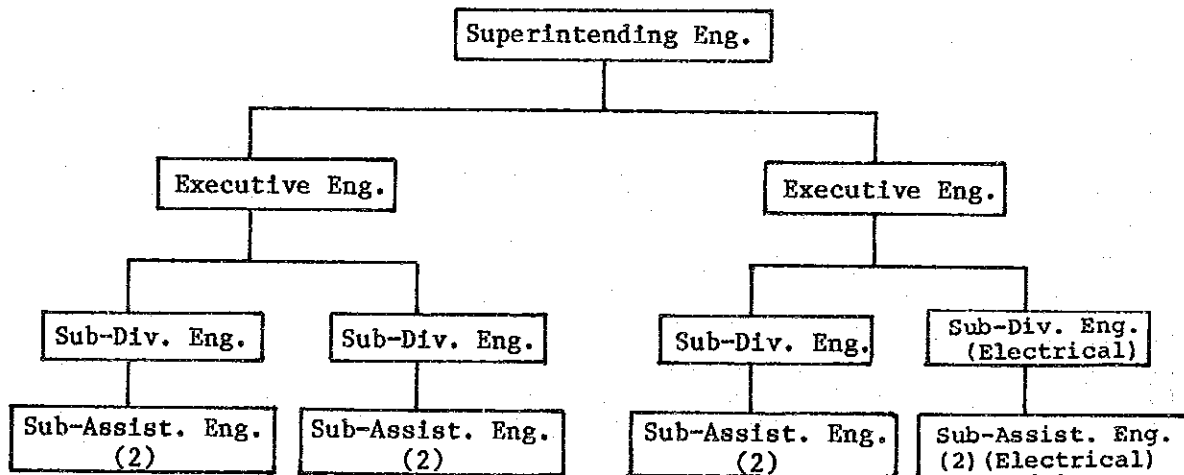 Superintending Eng.
Executive Eng.
Executive Eng.
Sub-Div. Eng.
Sub-Div. Eng.
Sub-Div. Eng.
Sub-Div. Eng.
(Electrical)
Sub-Assist. Eng.
(2)
Sub-Assist. Eng.
(2)
Sub-Assist. Eng.
(2)
Sub-Assist. Eng.
(2)(Electrical)